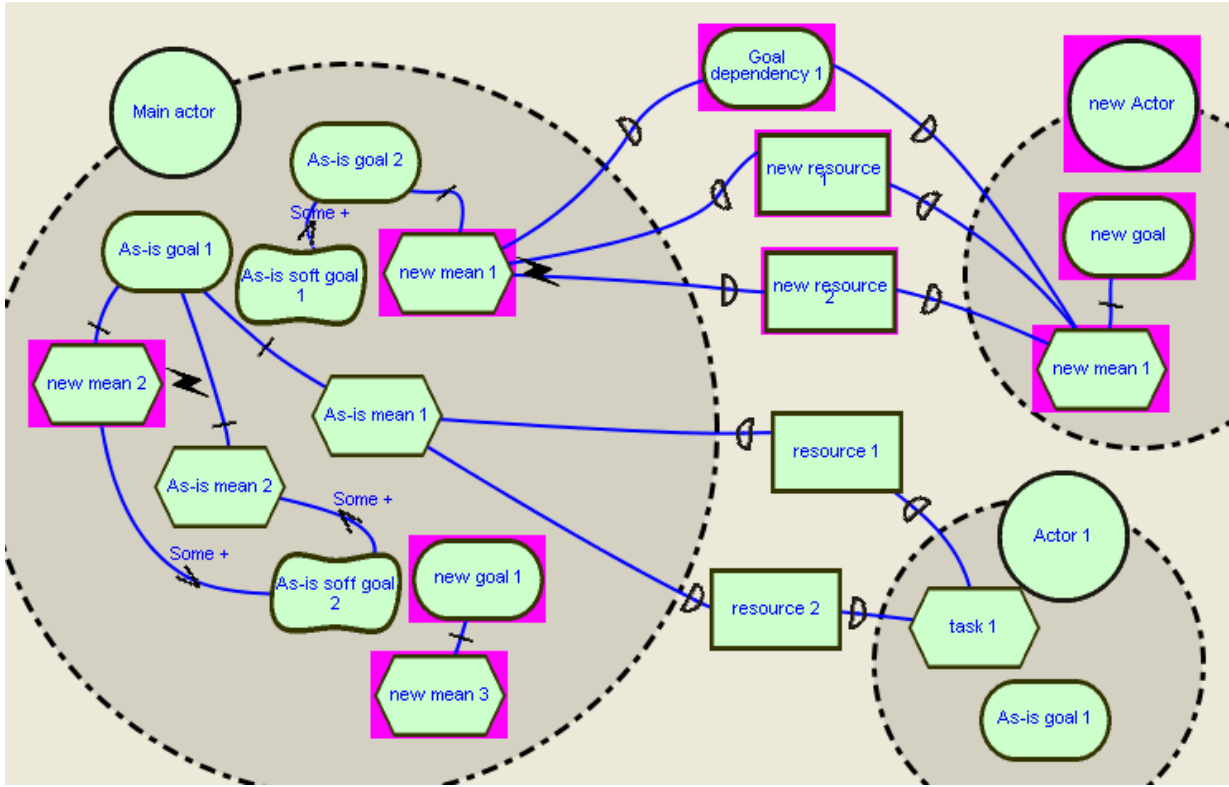 Goal
dependency 1
new Actor
Main actor
As-is goal 2
new resource
1
Some +
new goal
As-is goal 1
new mean 1
As-is soft goal
1
new resource
2
new mean 2
new mean 1
As-is mean 1
resource 1
As-is mean 2
Some +
Actor 1
Some +
new goal 1
As-is soff goal
2
resource 2
task 1
new mean 3
As-is goal 1